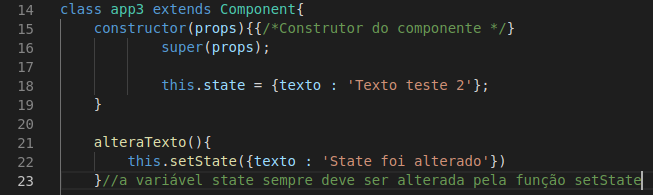 14 class app3 extends Component{
15 constructor(props){{/*Construtor do componente */}
16 super(props);
17
18 this.state = {texto : 'Texto teste 2'};
19 }
20
21 alteraTexto(){
22 this.setState({texto : 'State foi alterado'})
23 }//a variável state sempre deve ser alterada pela função setState